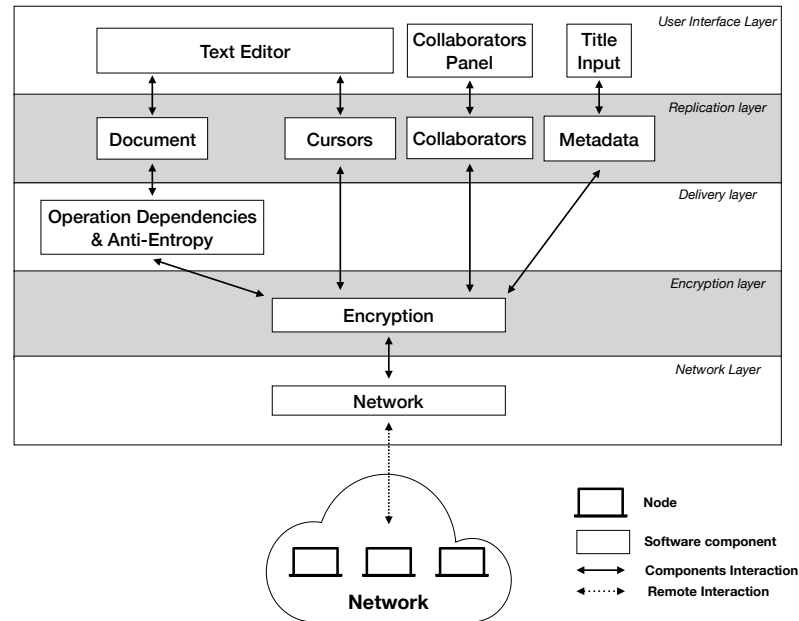 User Interface Layer
Text Editor
Collaborators
Panel
Title
Input
Replication layer
Document
Cursors
Collaborators
Metadata
Delivery layer
Operation Dependencies
& Anti-Entropy
Encryption layer
Encryption
Network Layer
Network
Node
Software component
Components Interaction
Remote Interaction
Network